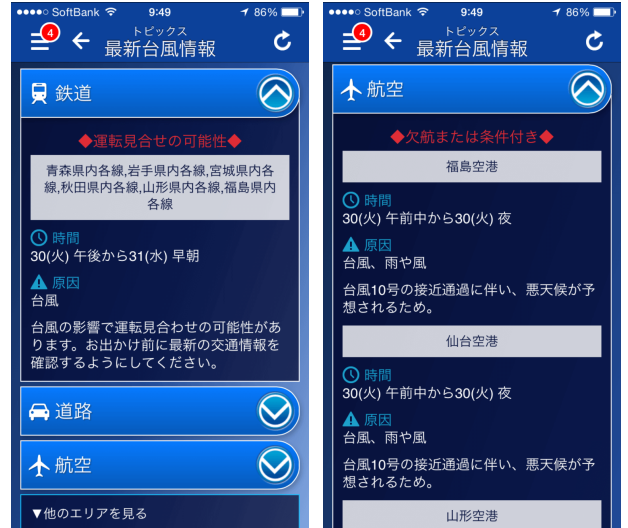 SoftBank 9:49 86%
4
トピックス
最新台風情報
鉄道
◆運転見合せの可能性◆
青森県内各線,岩手県内各線,宮城県内各
線,秋田県内各線,山形県内各線,福島県内
各線
時間
30(火) 午後から31(水) 早朝
原因
台風
台風の影響で運転見合わせの可能性があ
ります。お出かけ前に最新の交通情報を
確認するようにしてください。
道路
航空
▼他のエリアを見る
SoftBank 9:49 86%
4
トピックス
最新台風情報
航空
◆欠航または条件付き◆
福島空港
時間
30(火) 午前中から30(火) 夜
原因
台風、雨や風
台風10号の接近通過に伴い、悪天候が予
想されるため。
仙台空港
時間
30(火) 午前中から30(火) 夜
原因
台風、雨や風
台風10号の接近通過に伴い、悪天候が予
想されるため。
山形空港